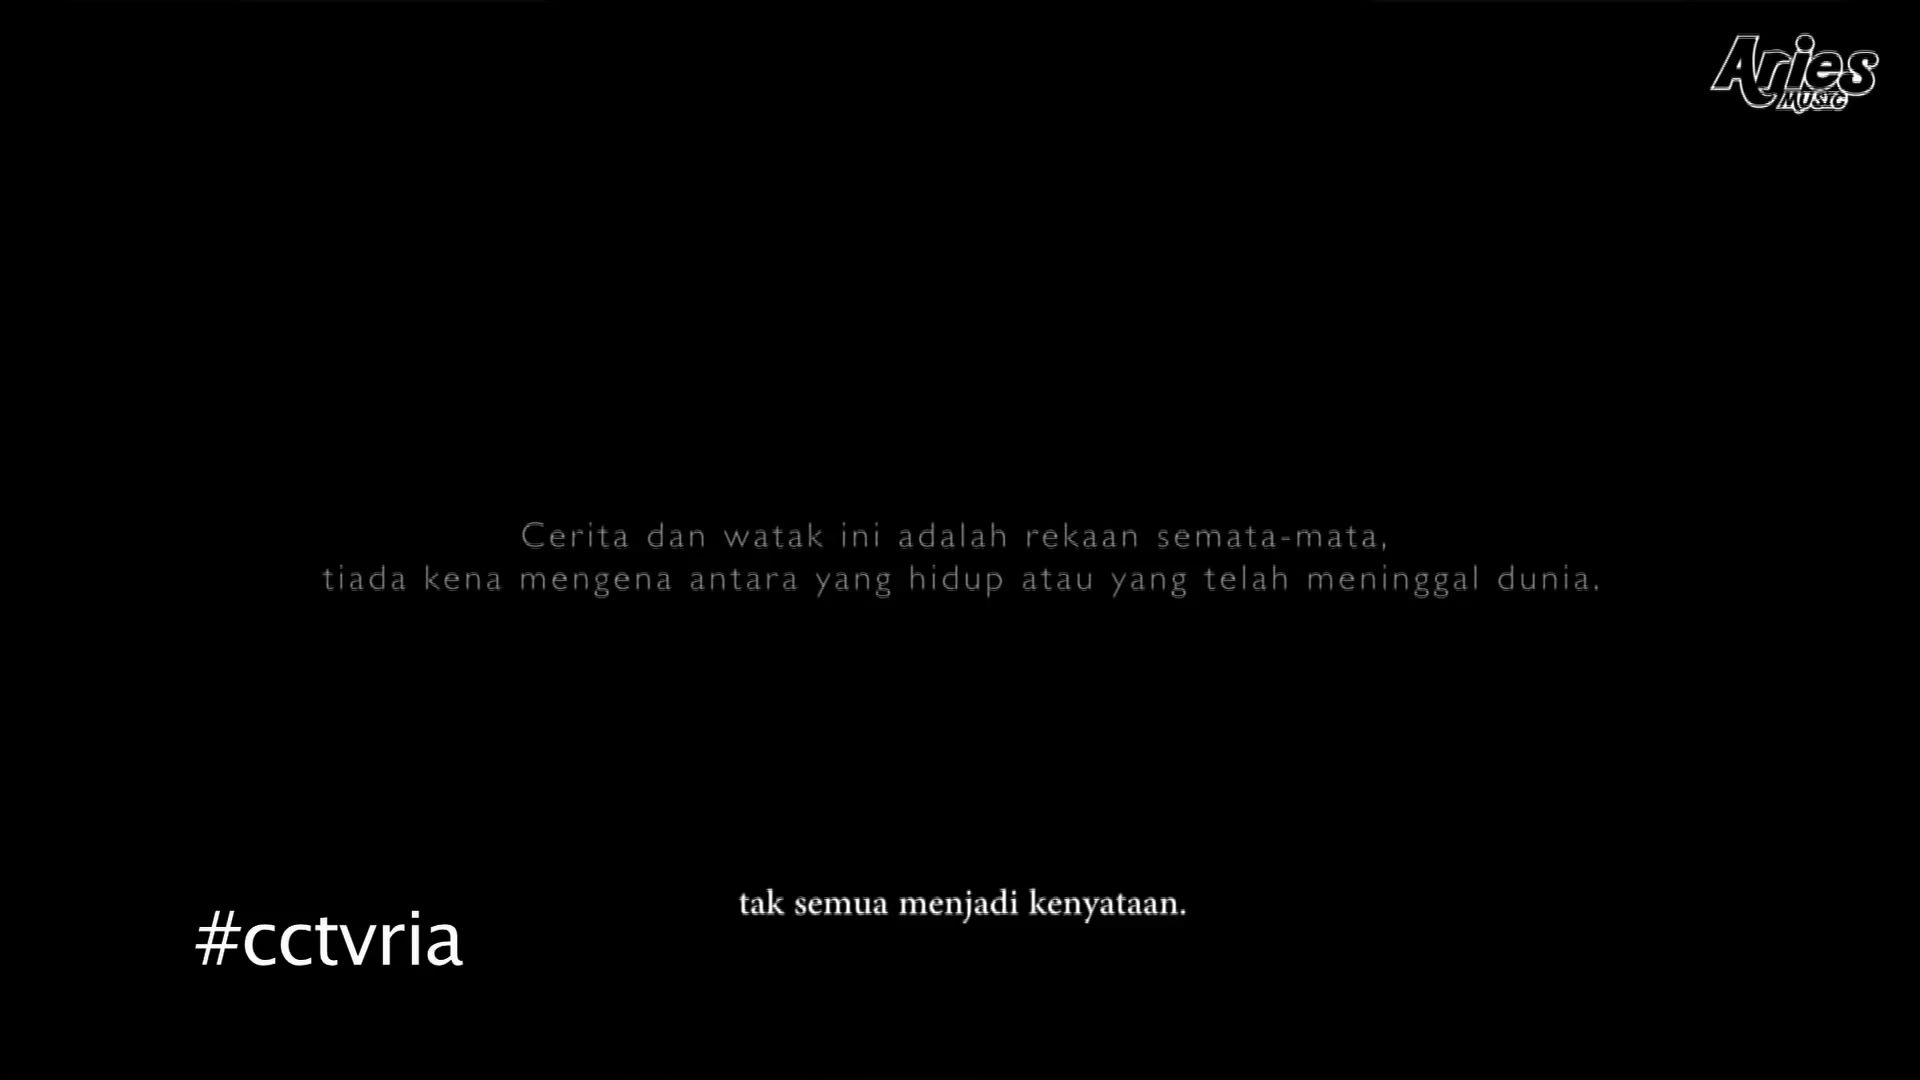 Aries
MUSIC
Cerita dan watak ini adalah rekaan semata-mata,
tiada kena mengena antara yang hidup atau yang telah meninggal dunia.
tak semua menjadi kenyataan.
#cctvria